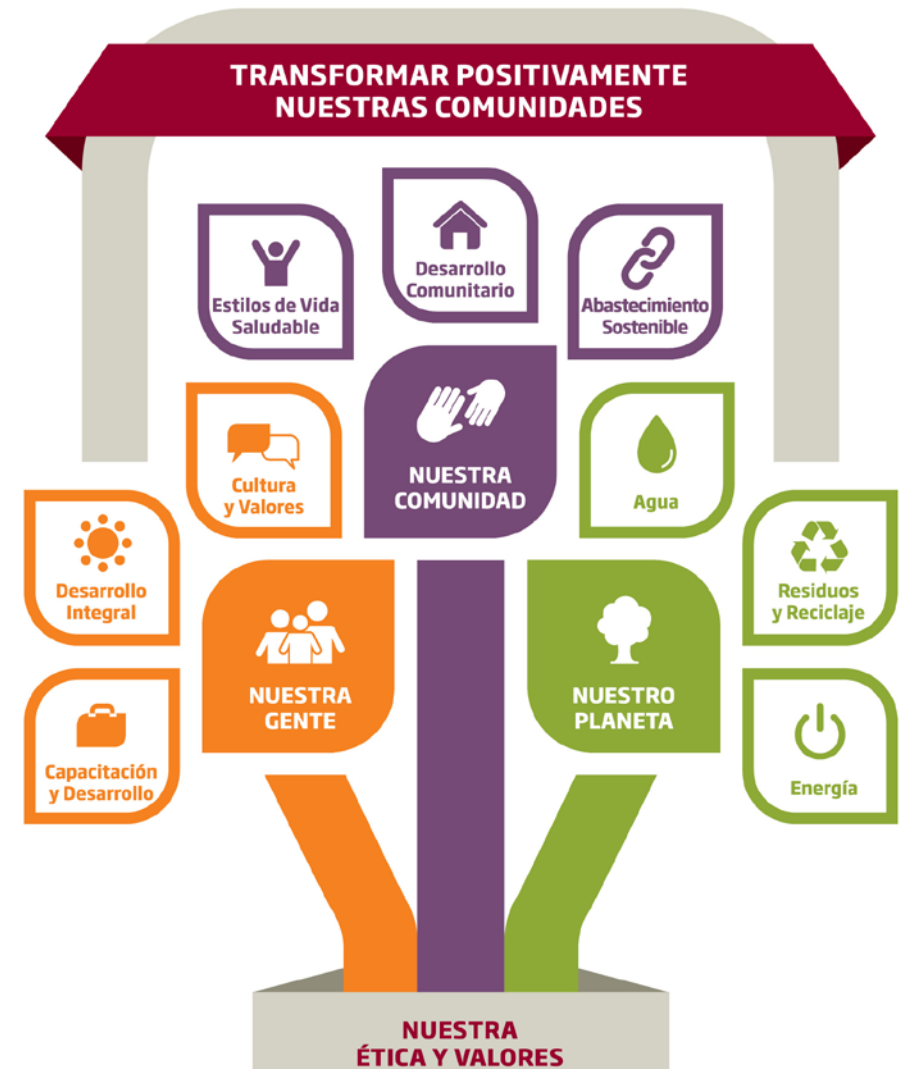 TRANSFORMAR POSITIVAMENTE
NUESTRAS COMUNIDADES
Desarrollo
Comunitario
Estilos de Vida
Saludable
Abastecimiento
Sostenible
NUESTRA
COMUNIDAD
Cultura
y Valores
Agua
Desarrollo
Integral
Residuos
y Reciclaje
NUESTRA
GENTE
NUESTRO
PLANETA
Capacitación
y Desarrollo
Energía
NUESTRA
ÉTICA Y VALORES